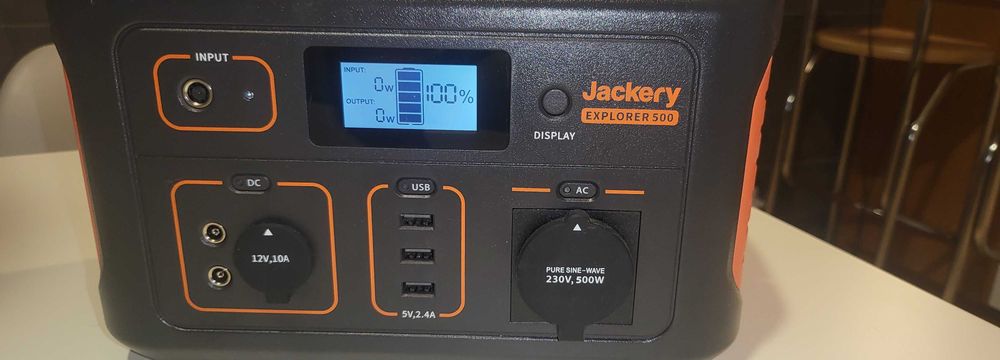 INPUT
INPUT:
0w
OUTPUT:
0w
100%
DISPLAY
Jackery
EXPLORER 500
DC
12V,10A
USB
5V,2.4A
AC
PURE SINE-WAVE
230V, 500W